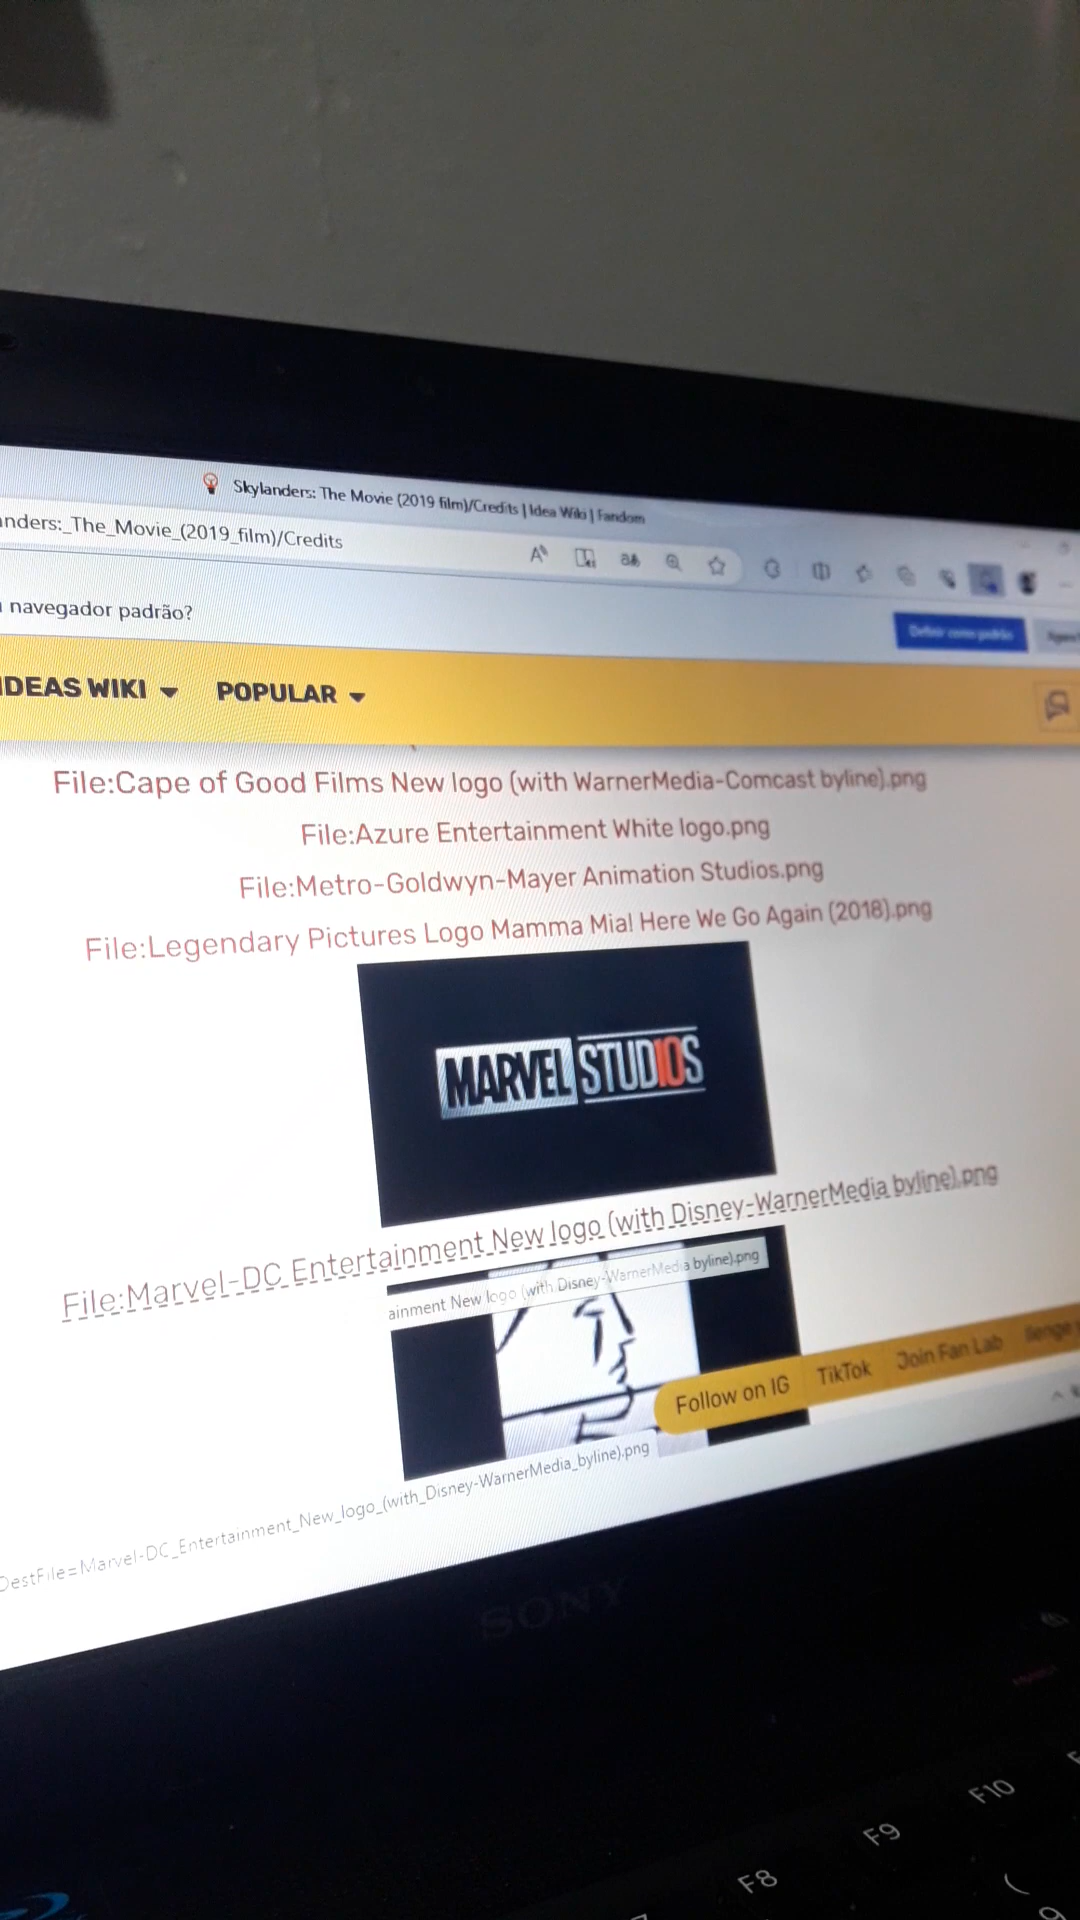 Skylanders: The Movie (2019 film)/Credits | Idea Wiki | Fandom
nders:_The_Movie_(2019_film)/Credits
navegador padrão?
Definir como padrão
IDEAS WIKI
POPULAR
File:Cape of Good Films New logo (with WarnerMedia-Comcast byline).png
File:Azure Entertainment White logo.png
File:Metro-Goldwyn-Mayer Animation Studios.png
File:Legendary Pictures Logo Mamma Mia! Here We Go Again (2018).png
MARVEL STUDIOS
File:Marvel-DC Entertainment New logo (with Disney-WarnerMedia byline).png
ainment New logo (with Disney-WarnerMedia byline).png
Follow on IG
TikTok
Join Fan Lab
DestFile=Marvel-DC_Entertainment_New_logo_(with_Disney-WarnerMedia_byline).png
SONY
F8
F9
F10
(
9